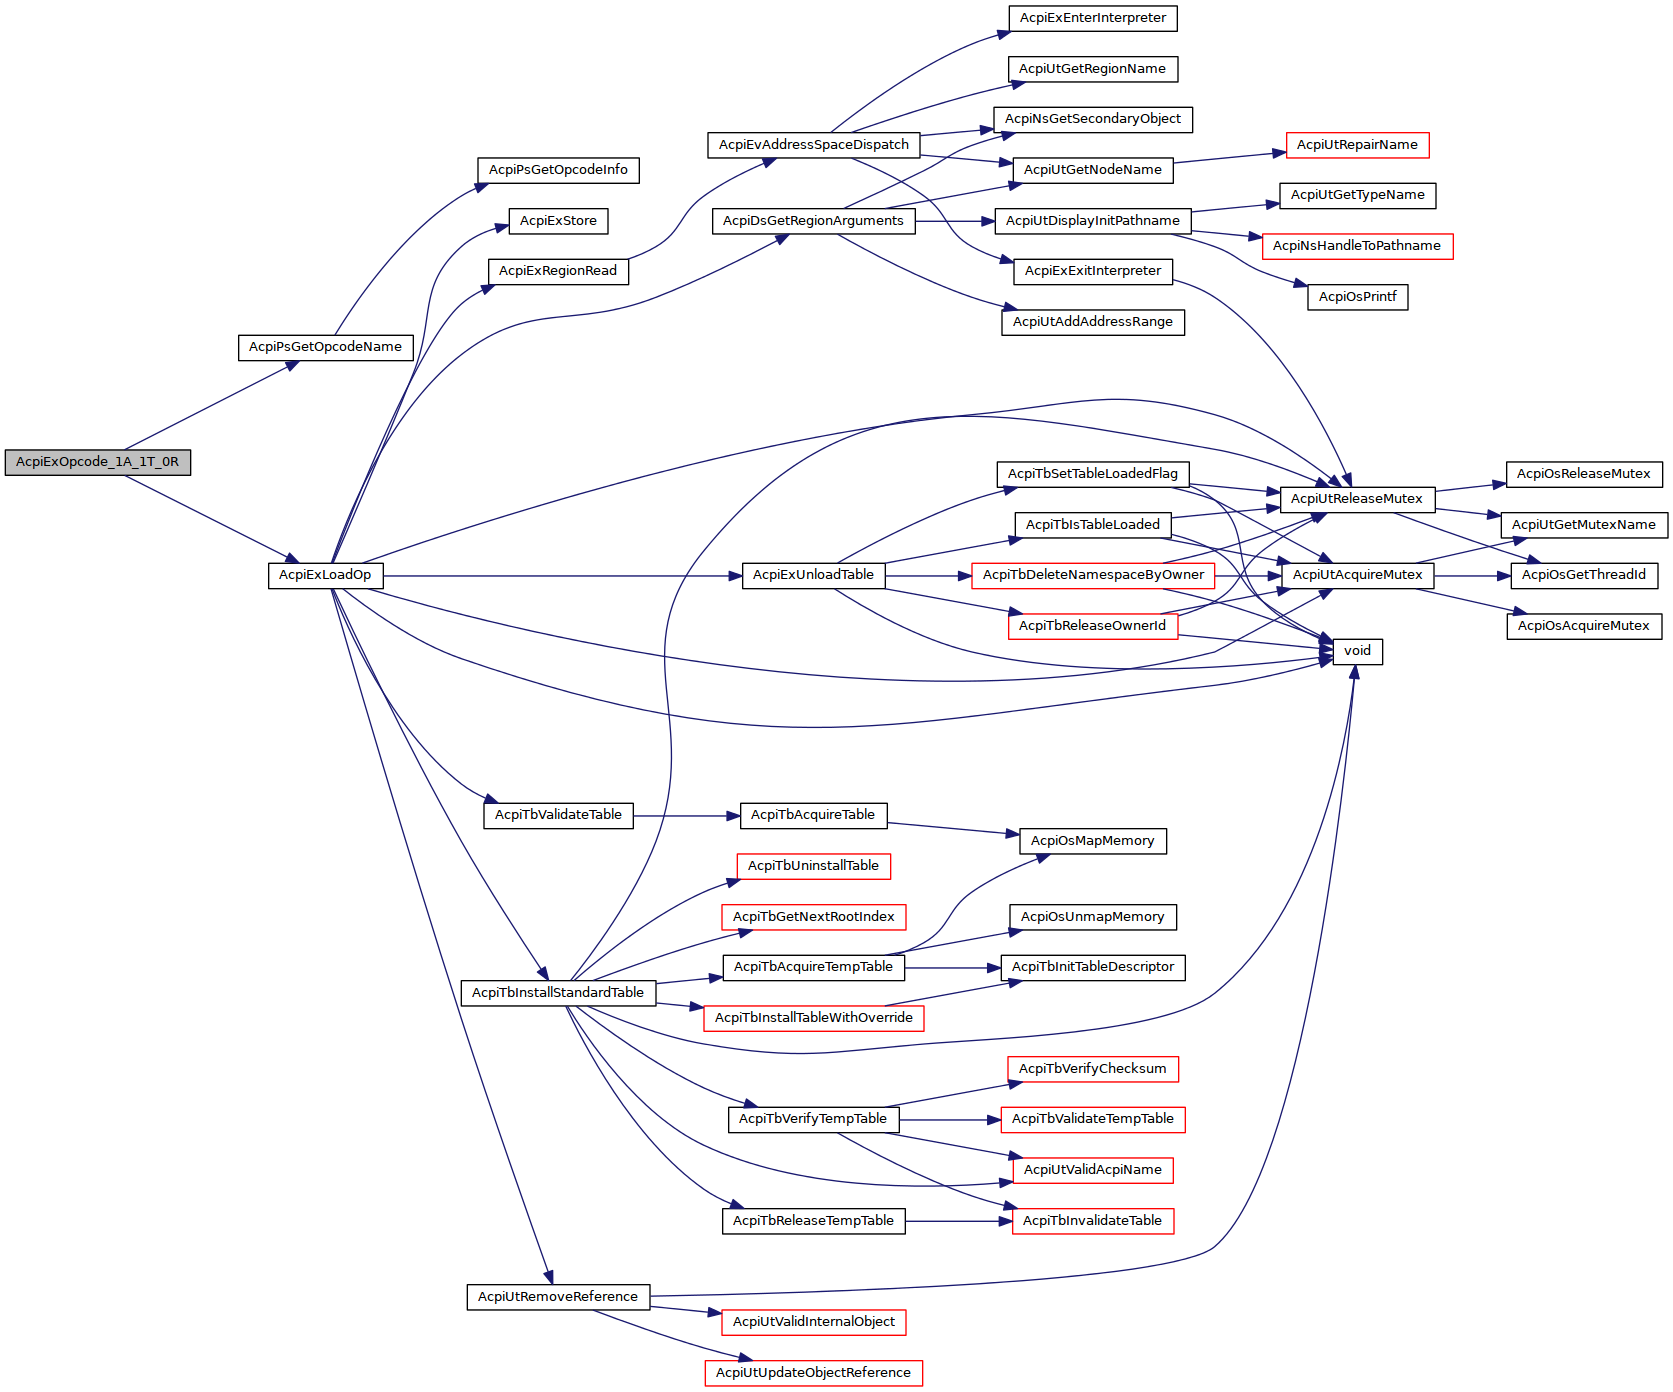 AcpiExEnterInterpreter
AcpiUtGetRegionName
AcpiNsGetSecondaryObject
AcpiEvAddressSpaceDispatch
AcpiUtRepairName
AcpiPsGetOpcodeInfo
AcpiUtGetNodeName
AcpiUtGetTypeName
AcpiExStore
AcpiDsGetRegionArguments
AcpiUtDisplayInitPathname
AcpiNsHandleToPathname
AcpiExRegionRead
AcpiExExitInterpreter
AcpiOsPrintf
AcpiUtAddAddressRange
AcpiPsGetOpcodeName
AcpiExOpcode_1A_1T_0R
AcpiTbSetTableLoadedFlag
AcpiOsReleaseMutex
AcpiUtReleaseMutex
AcpiTbIsTableLoaded
AcpiUtGetMutexName
AcpiExLoadOp
AcpiExUnloadTable
AcpiTbDeleteNamespaceByOwner
AcpiUtAcquireMutex
AcpiOsGetThreadId
AcpiTbReleaseOwnerId
AcpiOsAcquireMutex
void
AcpiTbValidateTable
AcpiTbAcquireTable
AcpiOsMapMemory
AcpiTbUninstallTable
AcpiTbGetNextRootIndex
AcpiOsUnmapMemory
AcpiTbAcquireTempTable
AcpiTbInitTableDescriptor
AcpiTbInstallStandardTable
AcpiTbInstallTableWithOverride
AcpiTbVerifyChecksum
AcpiTbVerifyTempTable
AcpiTbValidateTempTable
AcpiUtValidAcpiName
AcpiTbReleaseTempTable
AcpiTbInvalidateTable
AcpiUtRemoveReference
AcpiUtValidInternalObject
AcpiUtUpdateObjectReference